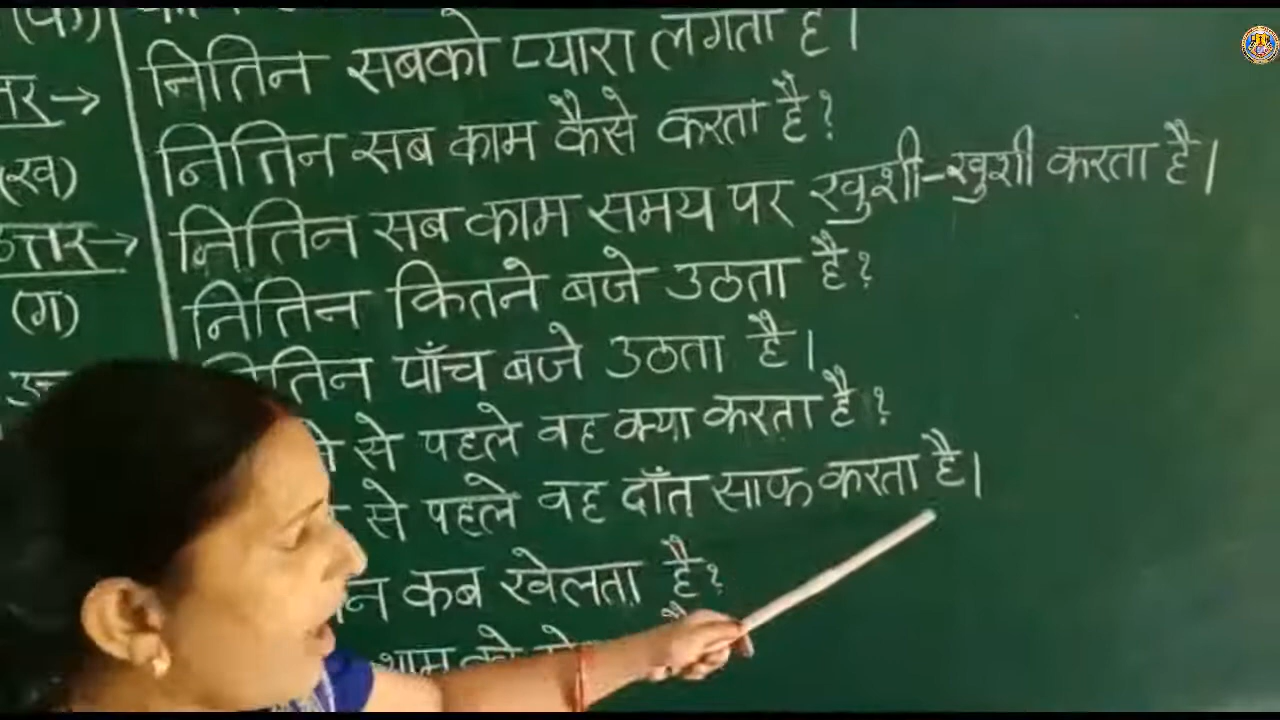 (क)
नितिन सबको प्यारा लगता है।
(ख) नितिन सब काम कैसे करता है?
उत्तर→ नितिन सब काम समय पर खुशी-खुशी करता है।
(ग) नितिन कितने बजे उठता है?
नितिन पाँच बजे उठता है।
से पहले वह क्या करता है?
से पहले वह दाँत साफ करता है।
कब खेलता है?
शाम को